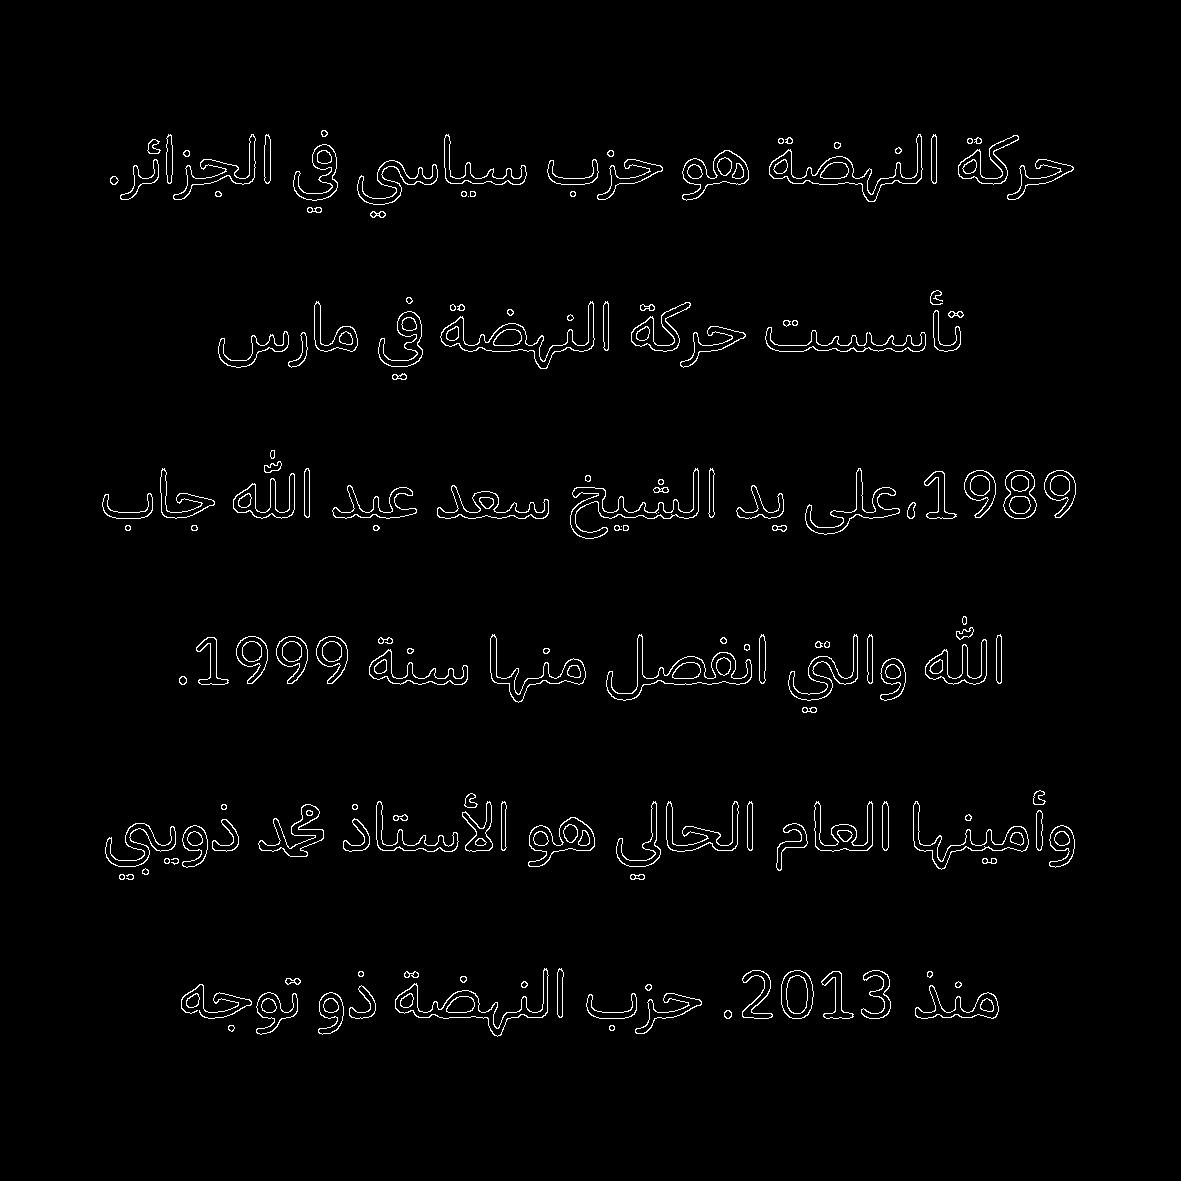 حركة النهضة هو حزب سياسي في الجزائر.
تأسست حركة النهضة في مارس
1989،على يد الشيخ سعد عبد الله جاب
الله والتي انفصل منها سنة 1999.
وأمينها العام الحالي هو الأستاذ محمد ذويبي
منذ 2013. حزب النهضة ذو توجه